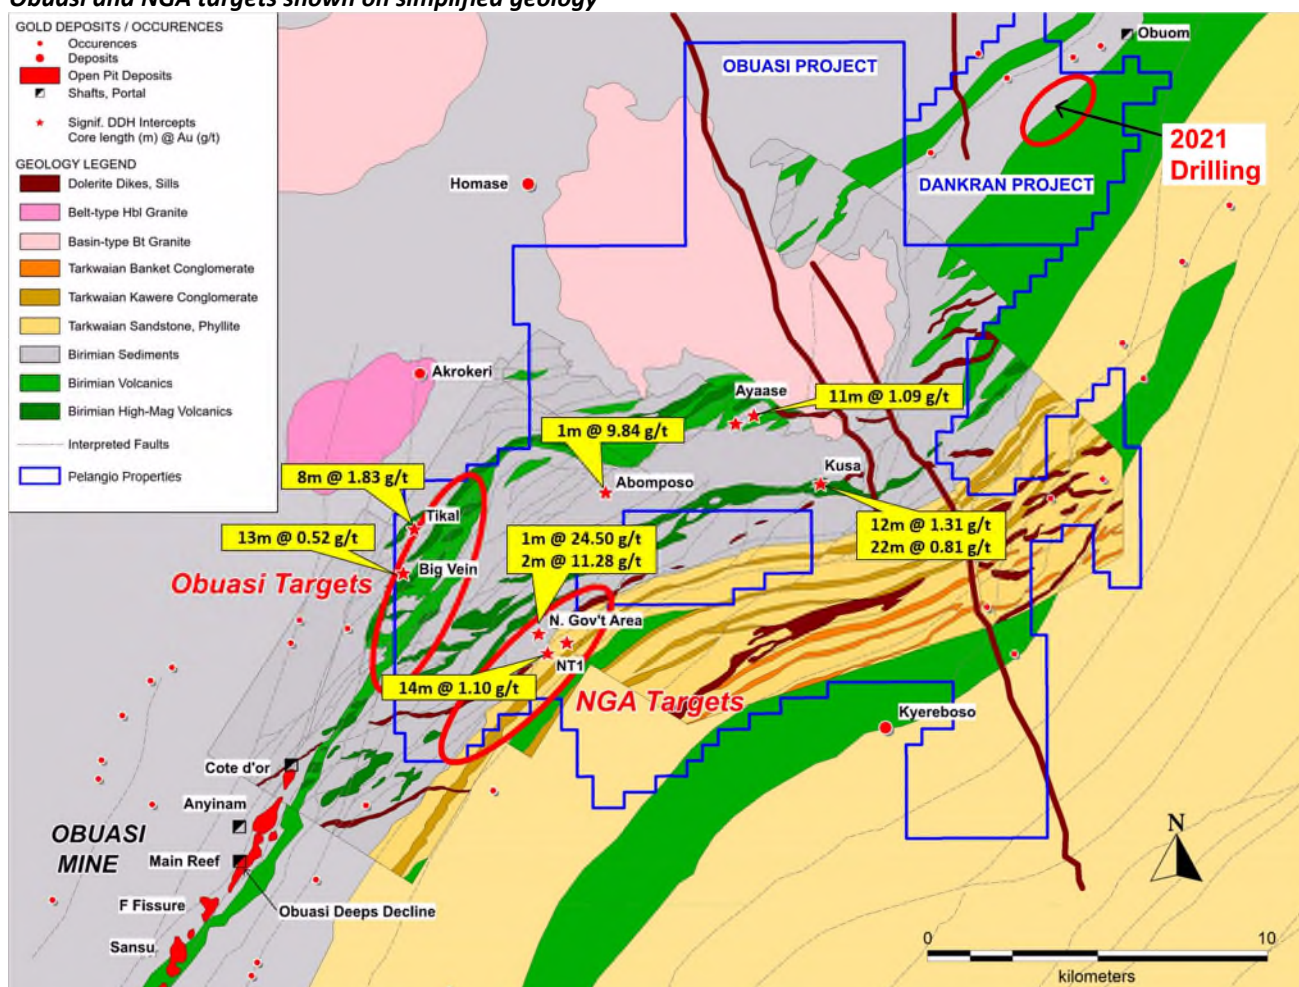 Obuasi and NGA targets shown on simplified geology
GOLD DEPOSITS / OCCURENCES
Occurences
Deposits
Open Pit Deposits
Shafts, Portal
Signif. DDH Intercepts
Core length (m) @ Au (g/t)
GEOLOGY LEGEND
Dolerite Dikes, Sills
Belt-type Hbl Granite
Basin-type Bt Granite
Tarkwaian Banket Conglomerate
Tarkwaian Kawere Conglomerate
Tarkwaian Sandstone, Phyllite
Birimian Sediments
Birimian Volcanics
Birimian High-Mag Volcanics
Interpreted Faults
Pelangio Properties
Obuom
OBUASI PROJECT
2021
Drilling
Homase
DANKRAN PROJECT
Akrokeri
Ayaase
11m @ 1.09 g/t
1m @ 9.84 g/t
8m @ 1.83 g/t
Abomposo
Kusa
Tikal
13m @ 0.52 g/t
1m @ 24.50 g/t
2m @ 11.28 g/t
12m @ 1.31 g/t
22m @ 0.81 g/t
Big Vein
Obuasi Targets
N. Gov't Area
NT1
14m @ 1.10 g/t
NGA Targets
Kyereboso
Cote d'or
Anyinam
OBUASI
MINE
Main Reef
F Fissure
Obuasi Deeps Decline
Sansu
N
0
10
kilometers